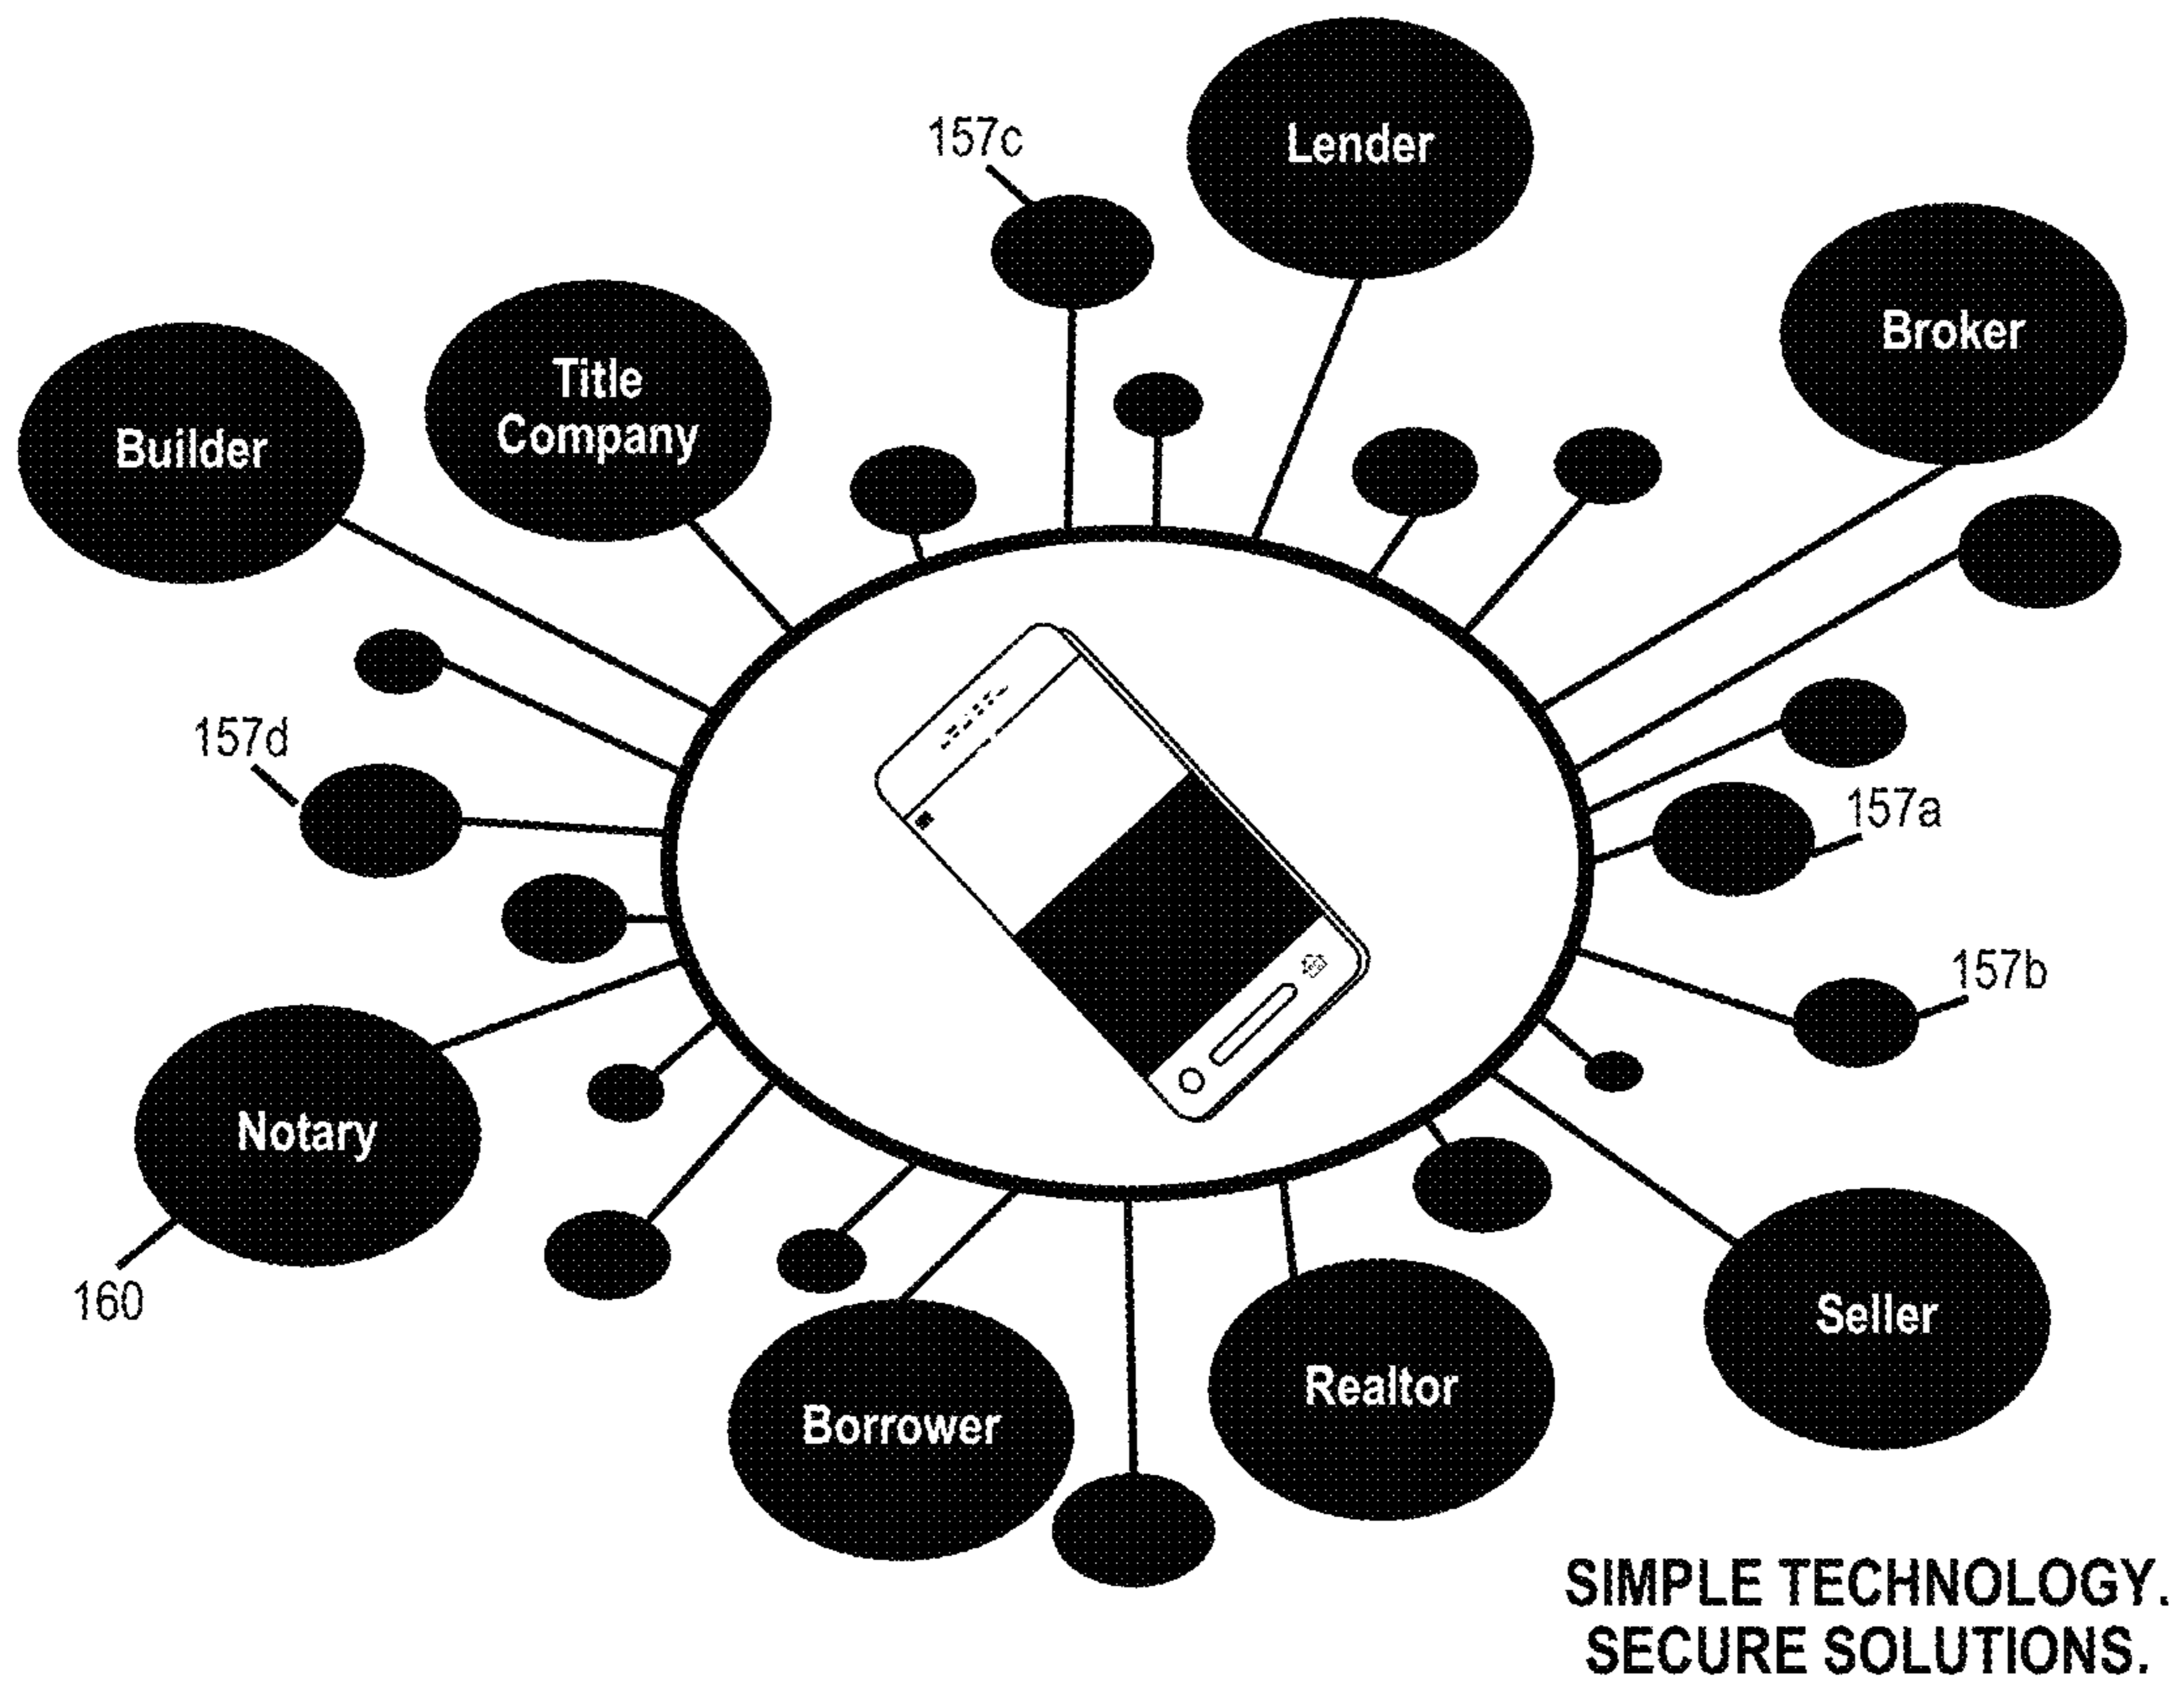 157c
Lender
Broker
Title
Company
Builder
157d
157a
157b
Notary
160
Seller
Realtor
Borrower
SIMPLE TECHNOLOGY.
SECURE SOLUTIONS.